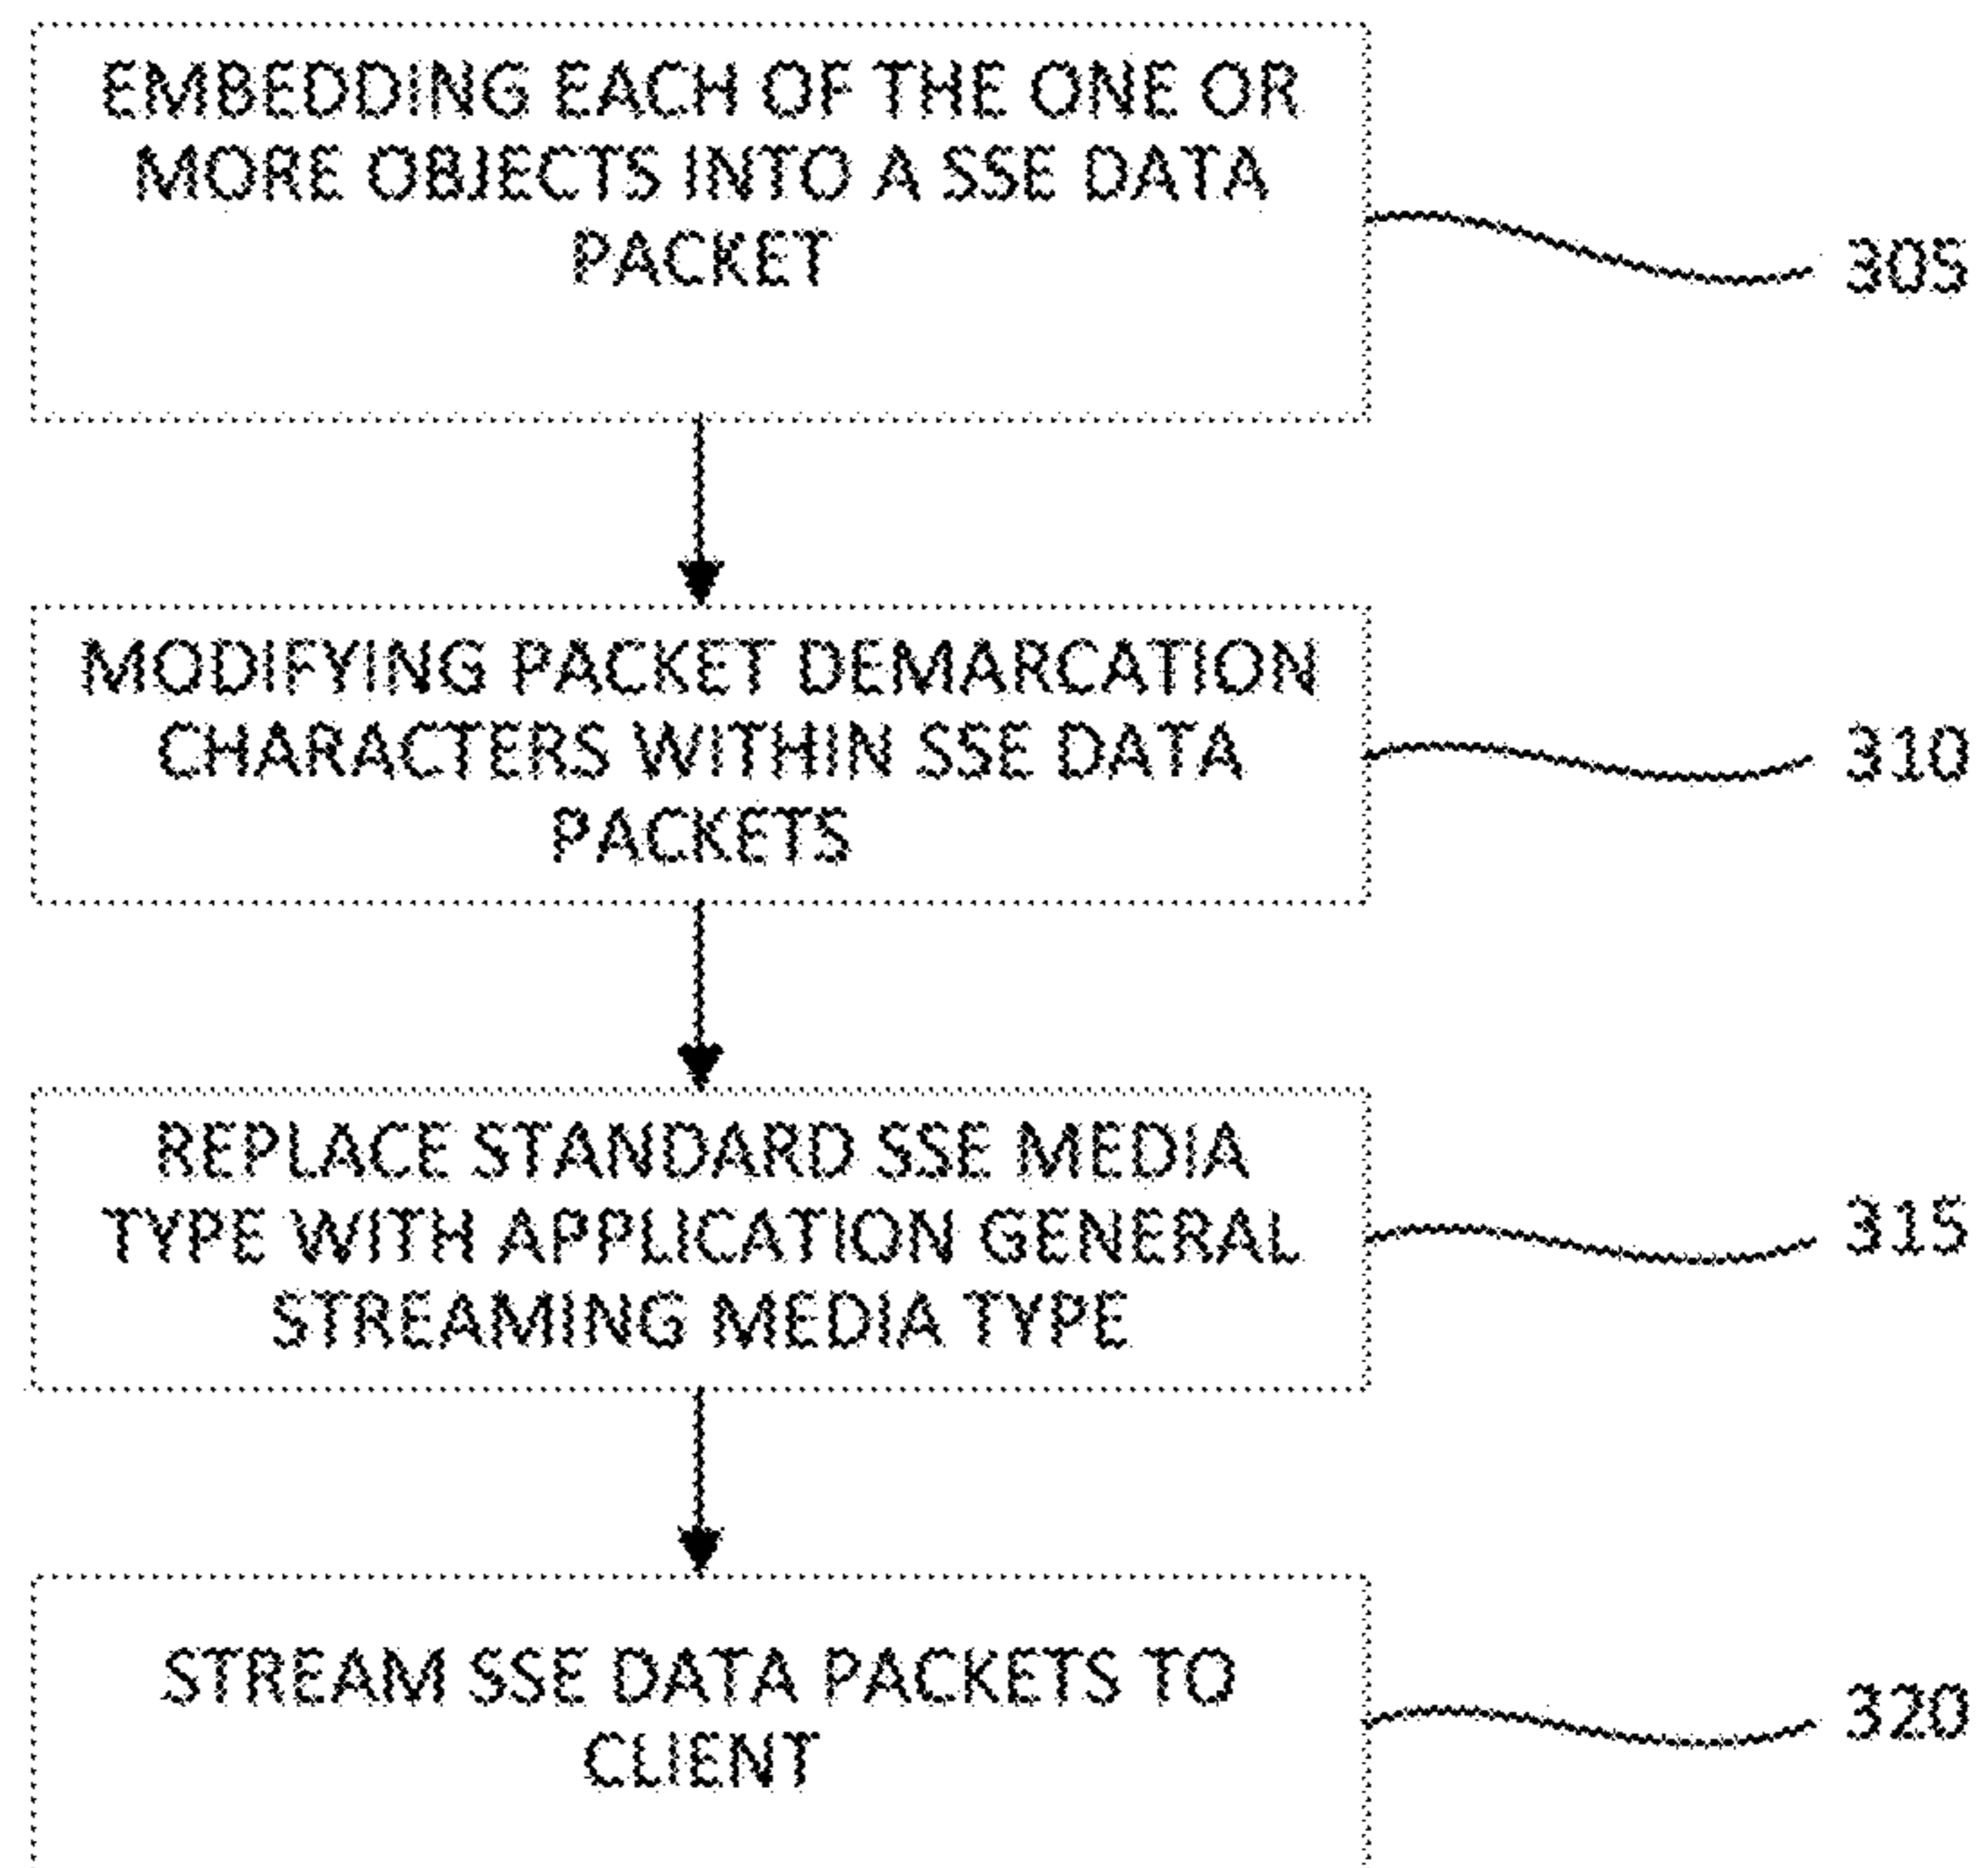 EMBEDDING EACH OF THE ONE OR
MORE OBJECTS INTO A SSE DATA
PACKET
305
MODIFYING PACKET DEMARCATION
CHARACTERS WITHIN SSE DATA
PACKETS
310
REPLACE STANDARD SSE MEDIA
TYPE WITH APPLICATION GENERAL
STREAMING MEDIA TYPE
315
STREAM SSE DATA PACKETS TO
CLIENT
320